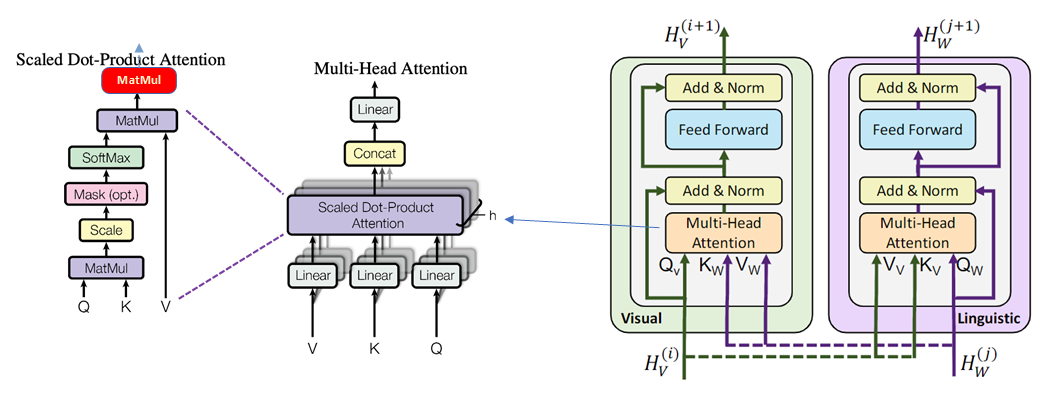 Scaled Dot-Product Attention
MatMul
MatMul
SoftMax
Mask (opt.)
Scale
MatMul
Q K V
Multi-Head Attention
Linear
Concat
Scaled Dot-Product
Attention
h
Linear Linear Linear
V K Q
H_V^(i+1)
Add & Norm
Feed Forward
Add & Norm
Multi-Head
Attention
Q_v K_W V_W
Visual
H_V^(i)
H_W^(j+1)
Add & Norm
Feed Forward
Add & Norm
Multi-Head
Attention
V_V K_V Q_W
Linguistic
H_W^(j)